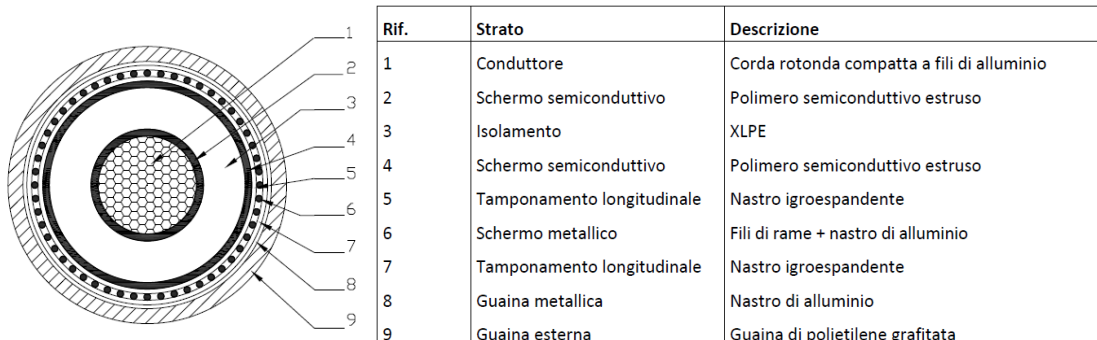 1
2
3
4
5
6
7
8
9
Rif. Strato Descrizione
1 Conduttore Corda rotonda compatta a fili di alluminio
2 Schermo semiconduttivo Polimero semiconduttivo estruso
3 Isolamento XLPE
4 Schermo semiconduttivo Polimero semiconduttivo estruso
5 Tamponamento longitudinale Nastro igroespandente
6 Schermo metallico Fili di rame + nastro di alluminio
7 Tamponamento longitudinale Nastro igroespandente
8 Guaina metallica Nastro di alluminio
9 Guaina esterna Guaina di polietilene grafitata